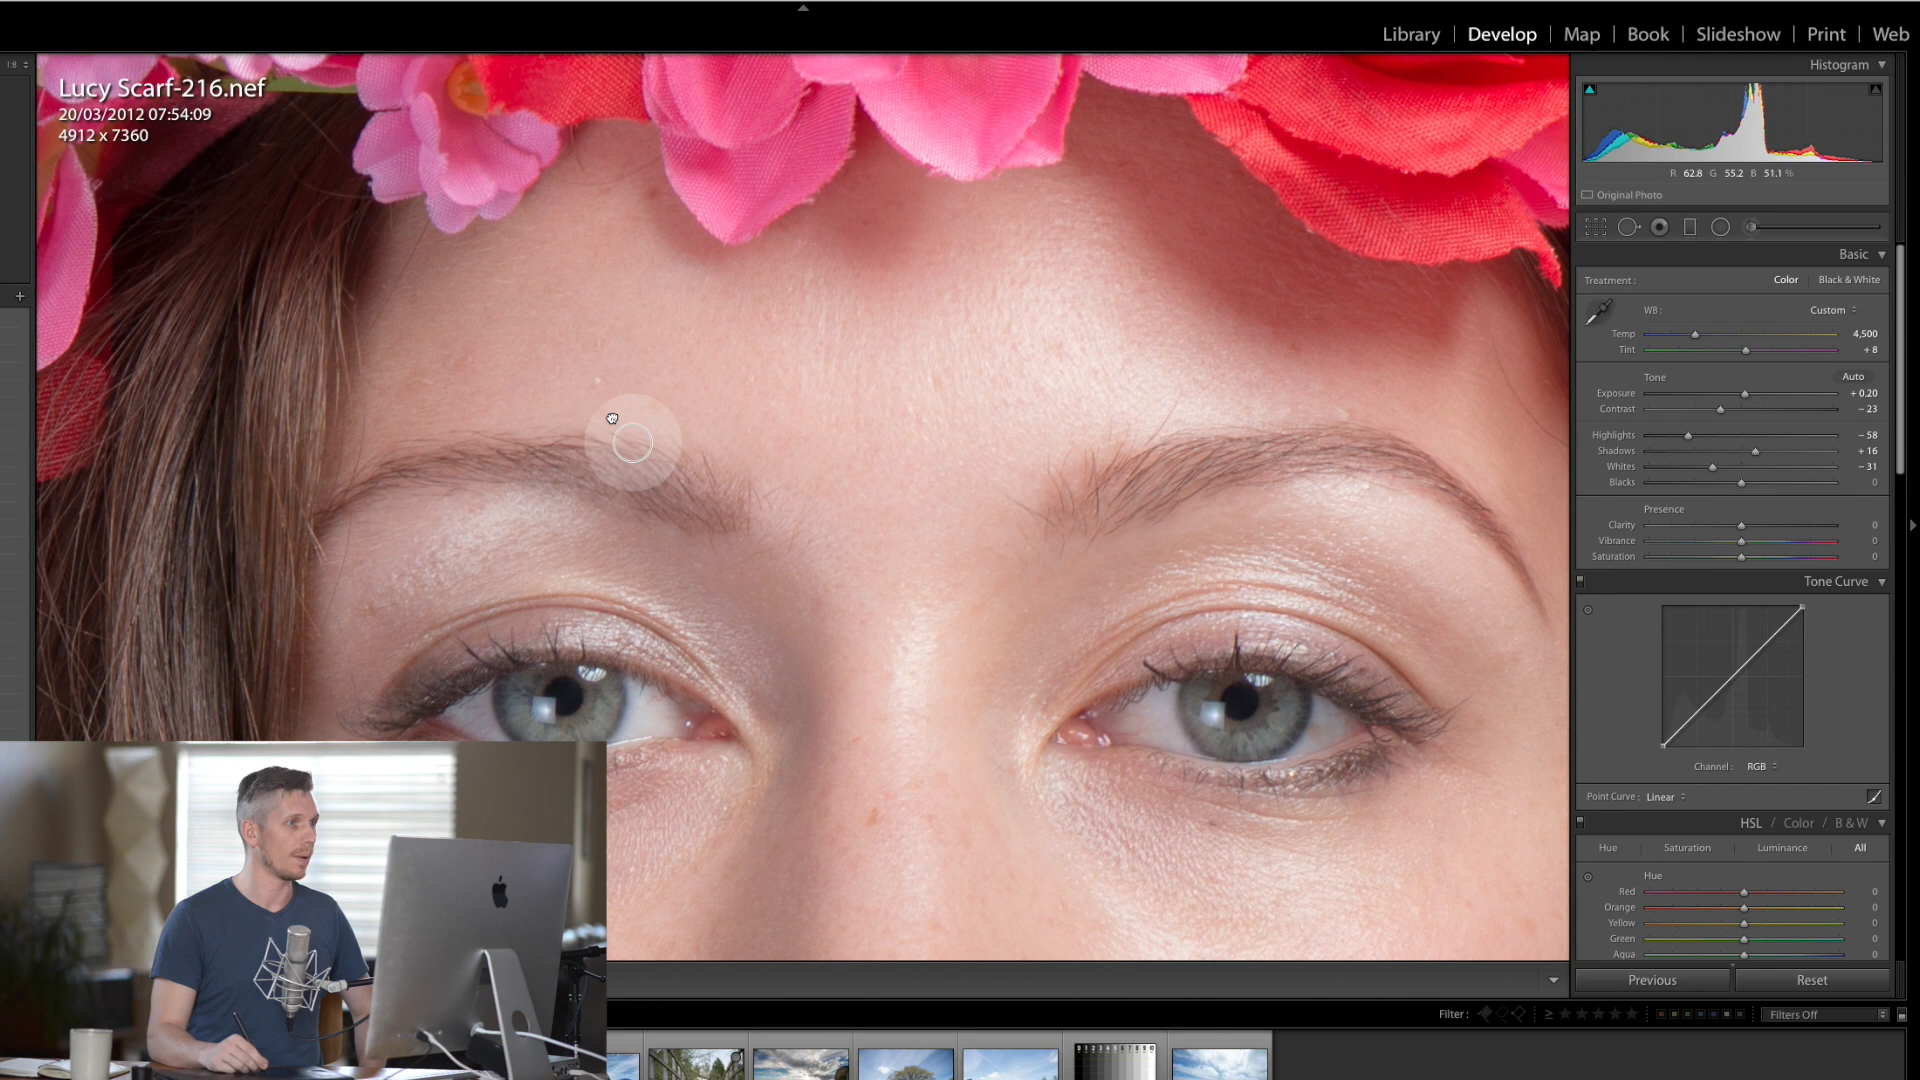 Library | Develop | Map | Book | Slideshow | Print | Web
1:8
Lucy Scarf-216.nef
20/03/2012 07:54:09
4912 x 7360
Histogram
R 62.8 G 55.2 B 51.1 %
Original Photo
Basic
Treatment : Color | Black & White
WB : Custom
Temp 4,500
Tint + 8
Tone Auto
Exposure + 0.20
Contrast − 23
Highlights − 58
Shadows + 16
Whites − 31
Blacks 0
Presence
Clarity 0
Vibrance 0
Saturation 0
Tone Curve
Channel : RGB
Point Curve : Linear
HSL / Color / B & W
Hue Saturation Luminance All
Hue
Red 0
Orange 0
Yellow 0
Green 0
Aqua 0
Previous Reset
Filter : ≥ Filters Off